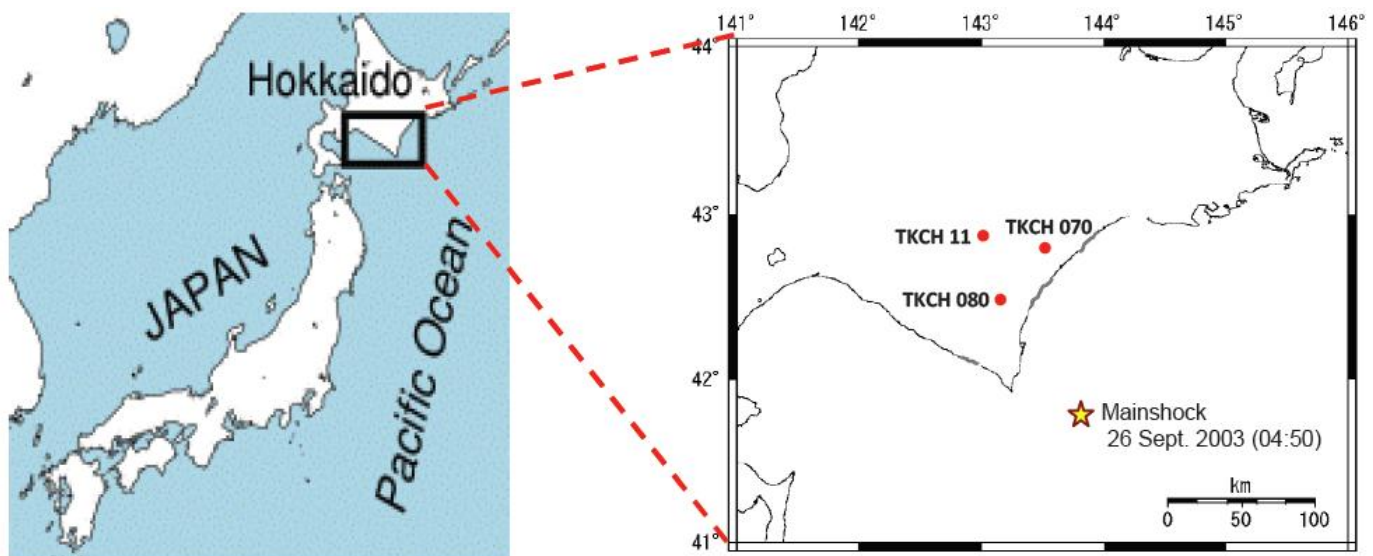 Hokkaido
JAPAN
Pacific Ocean
141° 142° 143° 144° 145° 146°
44°
43°
42°
41°
TKCH 11
TKCH 070
TKCH 080
Mainshock
26 Sept. 2003 (04:50)
km
0 50 100